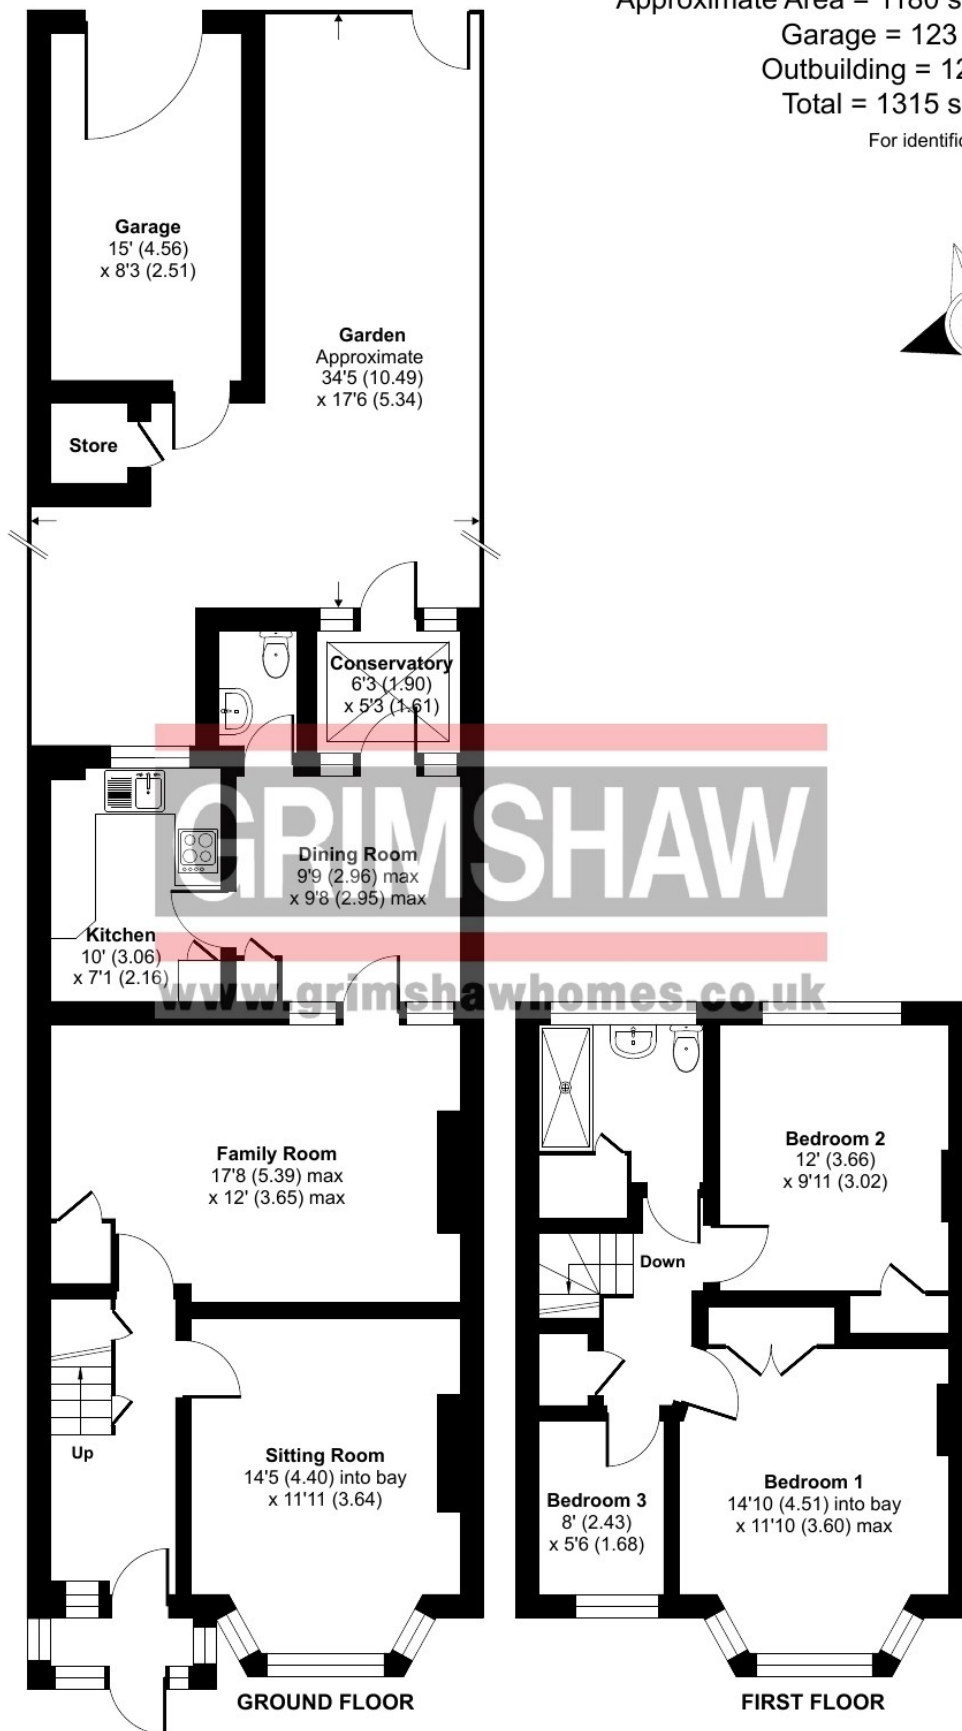 Approximate Area = 1180 s
Garage = 123
Outbuilding = 12
Total = 1315 s
For identific
Garage
15' (4.56)
x 8'3 (2.51)
Garden
Approximate
34'5 (10.49)
x 17'6 (5.34)
Store
Conservatory
6'3 (1.90)
x 5'3 (1.61)
GRIMSHAW
Dining Room
9'9 (2.96) max
x 9'8 (2.95) max
Kitchen
10' (3.06)
x 7'1 (2.16)
www.grimshawhomes.co.uk
Family Room
17'8 (5.39) max
x 12' (3.65) max
Bedroom 2
12' (3.66)
x 9'11 (3.02)
Down
Up
Sitting Room
14'5 (4.40) into bay
x 11'11 (3.64)
Bedroom 3
8' (2.43)
x 5'6 (1.68)
Bedroom 1
14'10 (4.51) into bay
x 11'10 (3.60) max
GROUND FLOOR
FIRST FLOOR